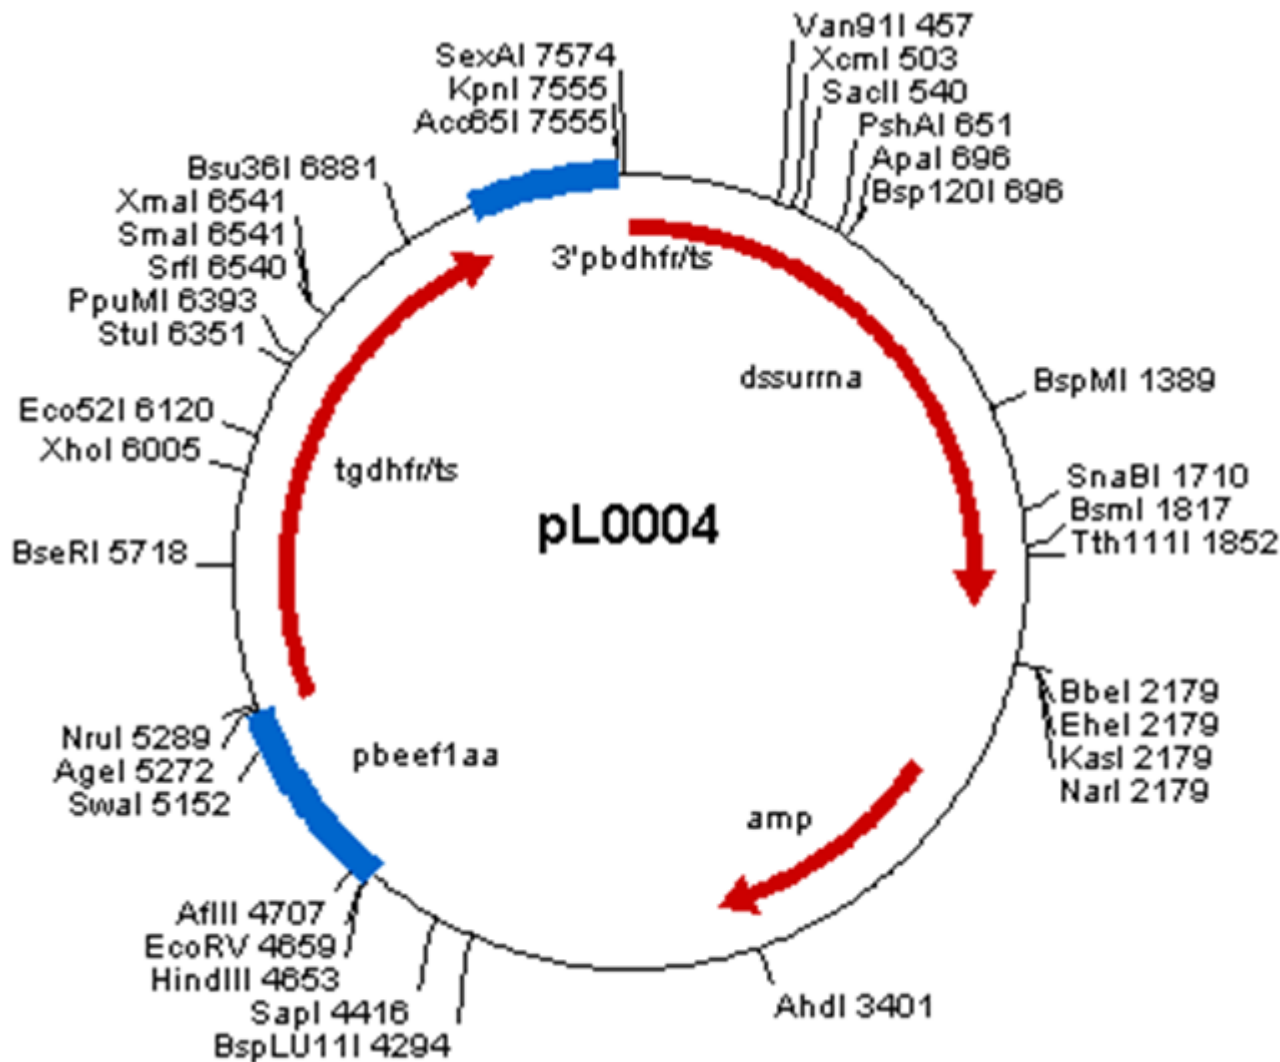 SexAI 7574
KpnI 7555
Acc65I 7555
Van91I 457
XcmI 503
SacII 540
PshAI 651
ApaI 696
Bsp120I 696
Bsu36I 6881
XmaI 6541
SmaI 6541
SrfI 6540
PpuMI 6393
StuI 6351
Eco52I 6120
XhoI 6005
BseRI 5718
3'pbdhfr/ts
dssurrna
tgdhfr/ts
pL0004
BspMI 1389
SnaBI 1710
BsmI 1817
Tth111I 1852
BbeI 2179
EheI 2179
KasI 2179
NarI 2179
NruI 5289
AgeI 5272
SwaI 5152
pbeef1aa
amp
AflII 4707
EcoRV 4659
HindIII 4653
SapI 4416
BspLU11I 4294
AhdI 3401